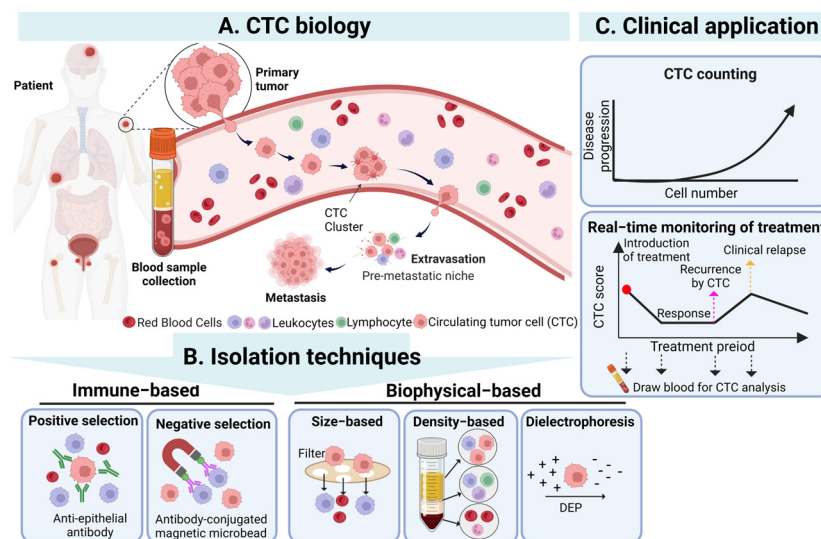 A. CTC biology
Patient
Primary
tumor
CTC
Cluster
Blood sample
collection
Extravasation
Pre-metastatic niche
Metastasis
Red Blood Cells
Leukocytes
Lymphocyte
Circulating tumor cell (CTC)
C. Clinical application
CTC counting
Disease
progression
Cell number
Real-time monitoring of treatment
Introduction
of treatment
Clinical relapse
Recurrence
by CTC
CTC score
Response
Treatment preiod
Draw blood for CTC analysis
B. Isolation techniques
Immune-based
Positive selection
Anti-epithelial
antibody
Negative selection
Antibody-conjugated
magnetic microbead
Biophysical-based
Size-based
Filter
Density-based
Dielectrophoresis
+ + + + + + +
- - - - - - -
DEP